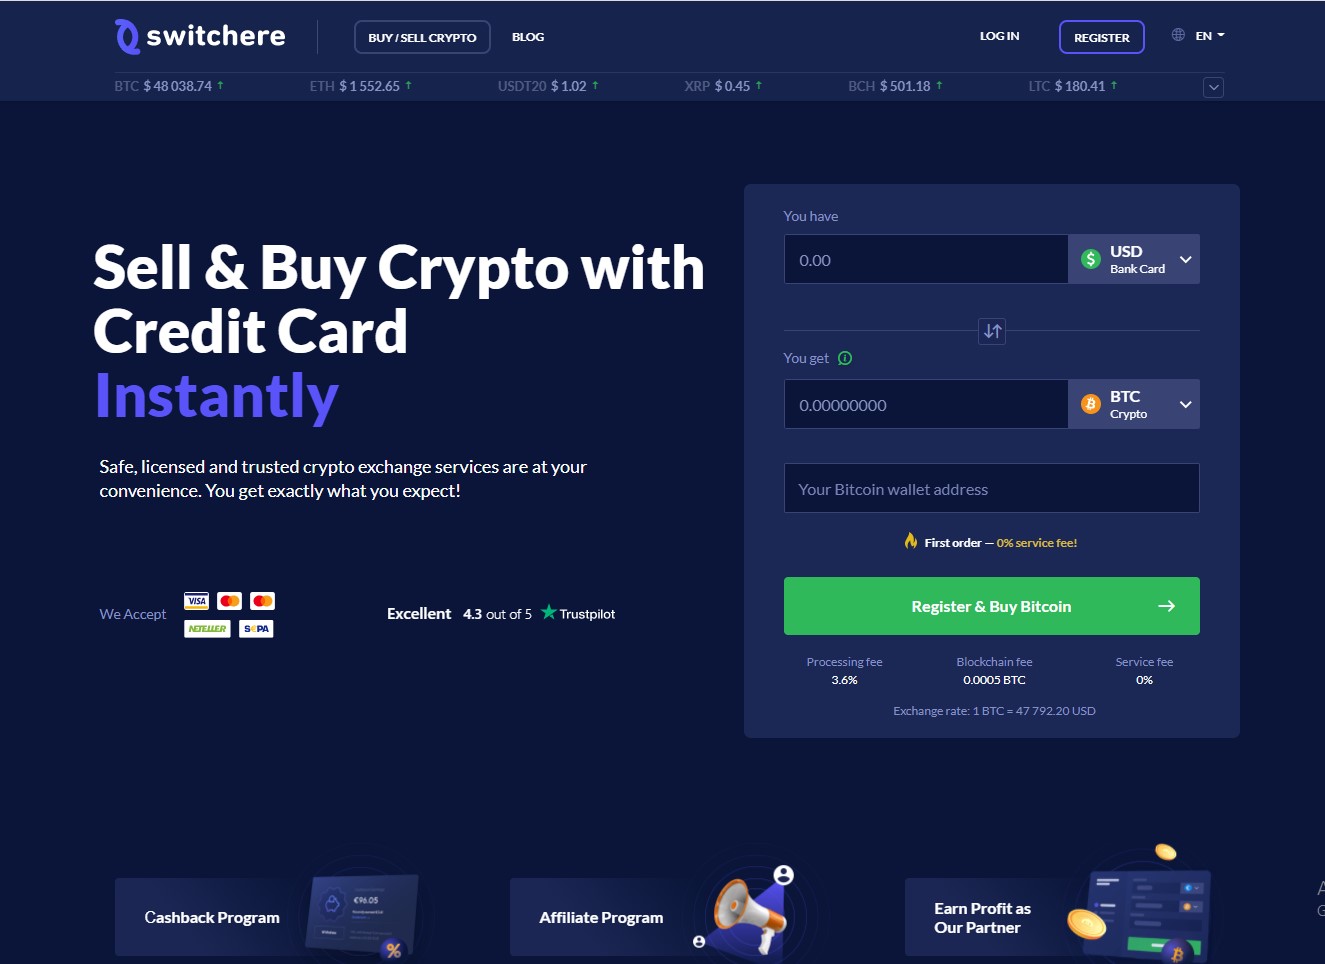 switchere
BUY / SELL CRYPTO
BLOG
LOG IN
REGISTER
EN
BTC $ 48 038.74 ↑
ETH $ 1 552.65 ↑
USDT20 $ 1.02 ↑
XRP $ 0.45 ↑
BCH $ 501.18 ↑
LTC $ 180.41 ↑
Sell & Buy Crypto with
Credit Card
Instantly
Safe, licensed and trusted crypto exchange services are at your
convenience. You get exactly what you expect!
We Accept
VISA
NETELLER
SEPA
Excellent 4.3 out of 5 Trustpilot
You have
0.00
USD
Bank Card
You get
0.00000000
BTC
Crypto
Your Bitcoin wallet address
First order — 0% service fee!
Register & Buy Bitcoin
Processing fee
3.6%
Blockchain fee
0.0005 BTC
Service fee
0%
Exchange rate: 1 BTC = 47 792.20 USD
Cashback Program
€96.05
%
Affiliate Program
Earn Profit as
Our Partner